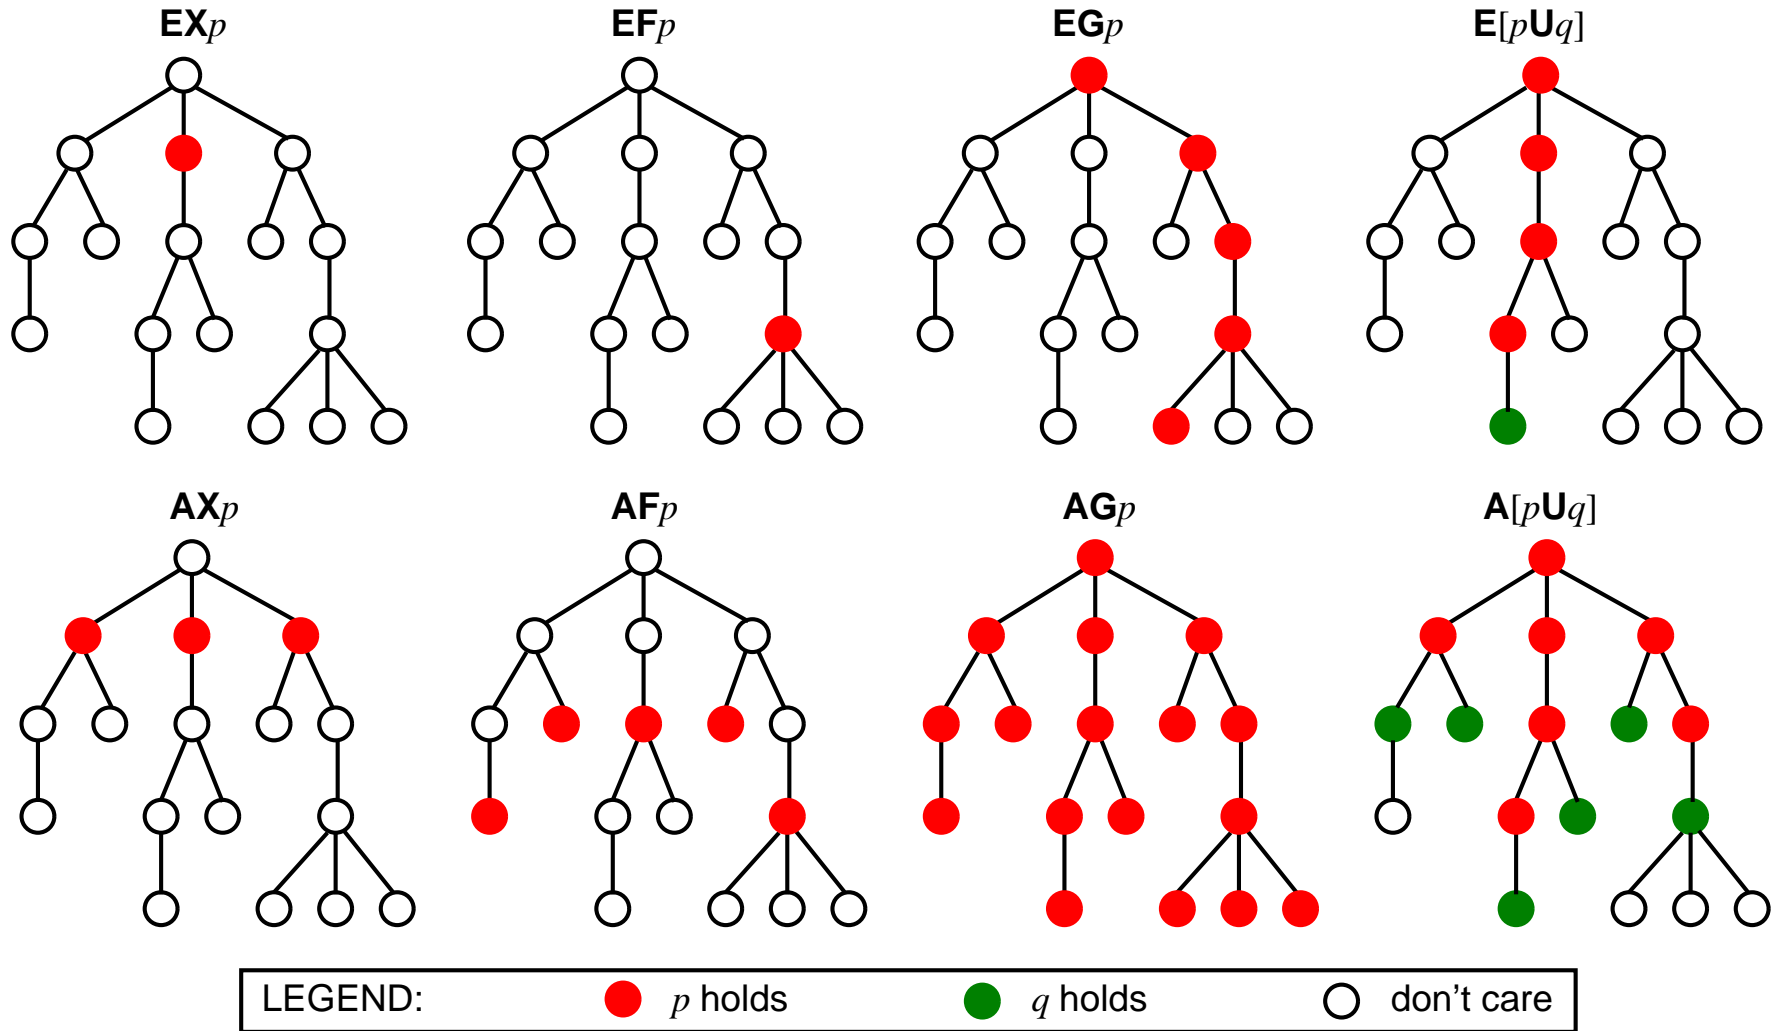 EXp EFp EGp E[pUq]
AXp AFp AGp A[pUq]
LEGEND: p holds q holds don't care